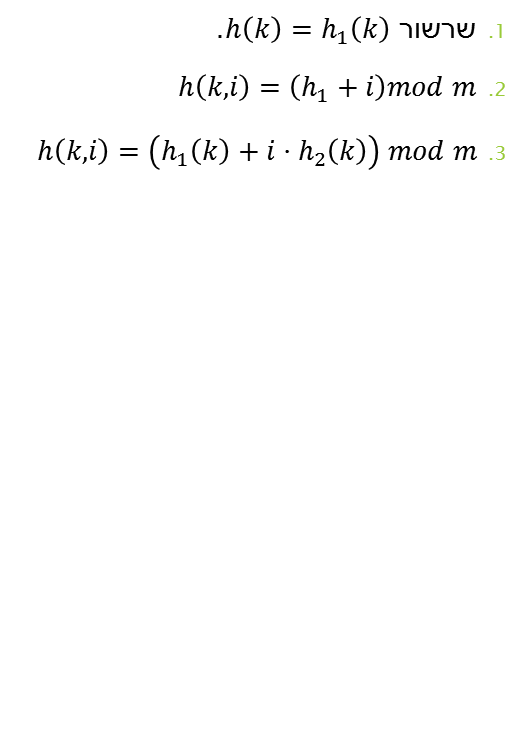 1. שרשור h(k) = h₁(k).
2. h(k,i) = (h₁ + i)mod m
3. h(k,i) = (h₁(k) + i · h₂(k)) mod m